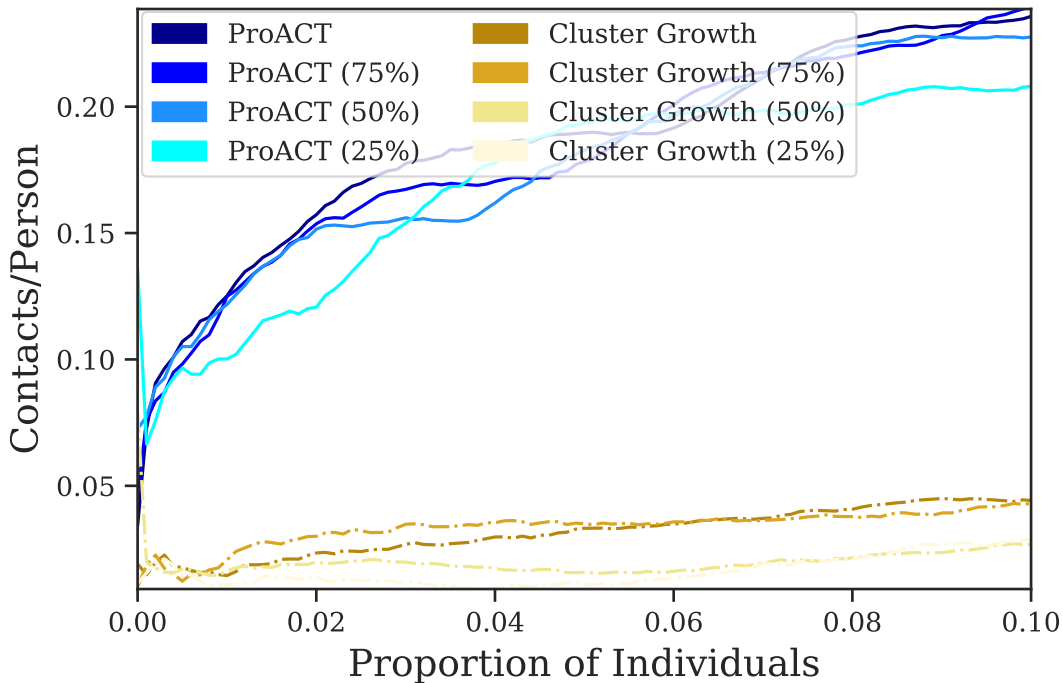 ProACT
ProACT (75%)
ProACT (50%)
ProACT (25%)
Cluster Growth
Cluster Growth (75%)
Cluster Growth (50%)
Cluster Growth (25%)
Contacts/Person
0.20
0.15
0.10
0.05
0.00 0.02 0.04 0.06 0.08 0.10
Proportion of Individuals